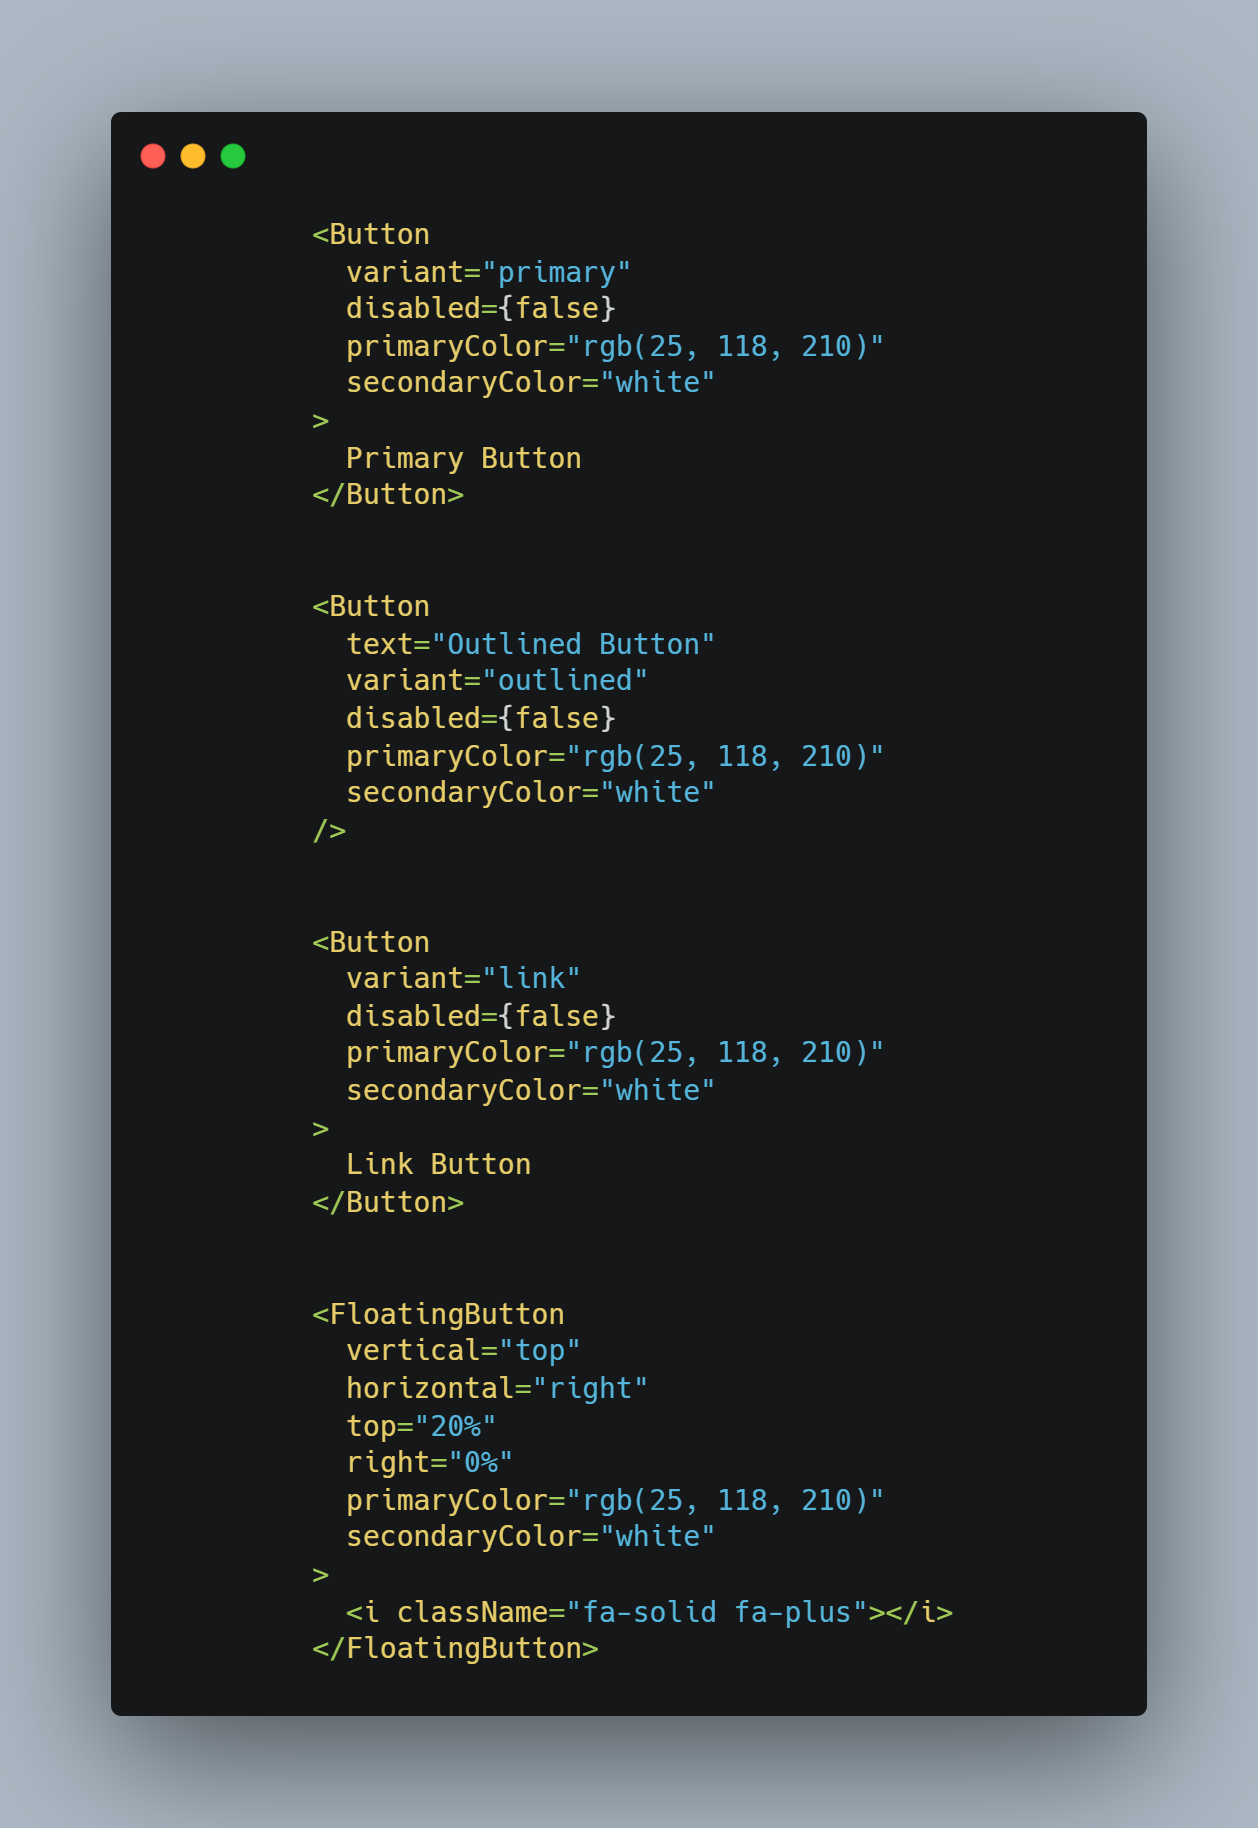 <Button
  variant="primary"
  disabled={false}
  primaryColor="rgb(25, 118, 210)"
  secondaryColor="white"
>
  Primary Button
</Button>

<Button
  text="Outlined Button"
  variant="outlined"
  disabled={false}
  primaryColor="rgb(25, 118, 210)"
  secondaryColor="white"
/>

<Button
  variant="link"
  disabled={false}
  primaryColor="rgb(25, 118, 210)"
  secondaryColor="white"
>
  Link Button
</Button>

<FloatingButton
  vertical="top"
  horizontal="right"
  top="20%"
  right="0%"
  primaryColor="rgb(25, 118, 210)"
  secondaryColor="white"
>
  <i className="fa-solid fa-plus"></i>
</FloatingButton>